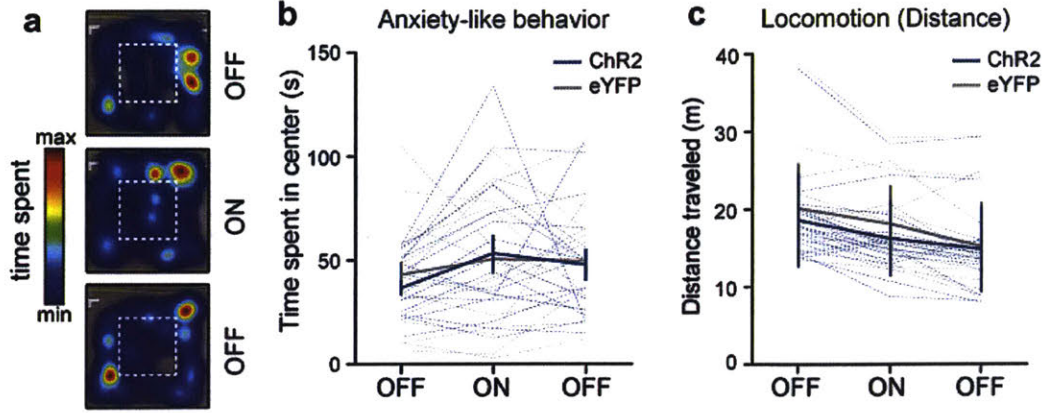 a
OFF
max
time spent
min
ON
OFF
b
Anxiety-like behavior
150
100
50
0
Time spent in center (s)
ChR2
eYFP
OFF ON OFF
c
Locomotion (Distance)
40
30
20
10
0
Distance traveled (m)
ChR2
eYFP
OFF ON OFF